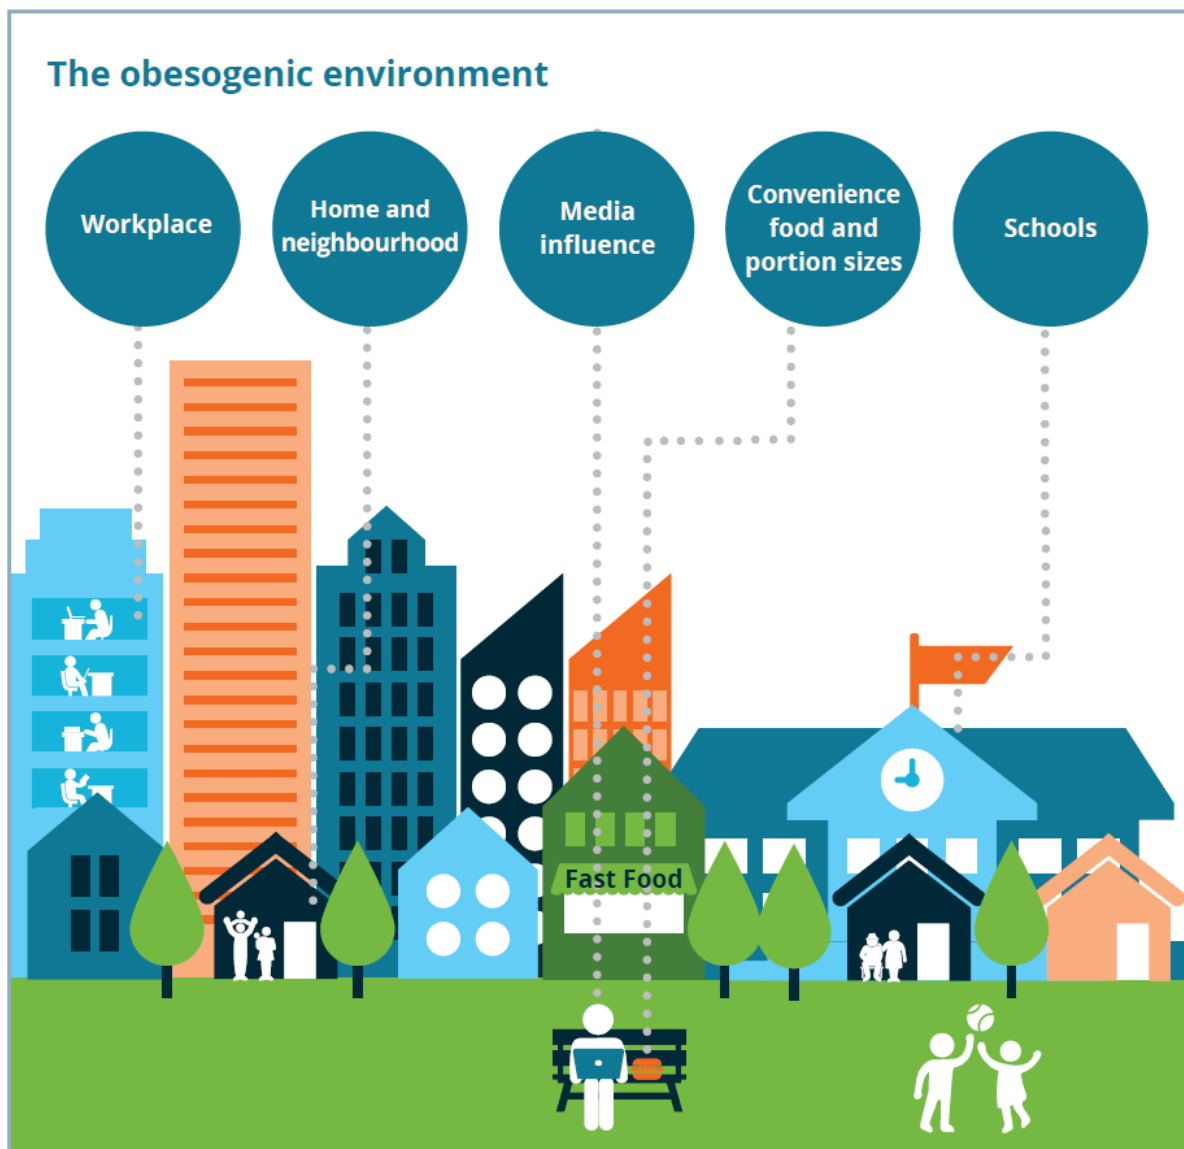 The obesogenic environment
Workplace
Home and
neighbourhood
Media
influence
Convenience
food and
portion sizes
Schools
Fast Food